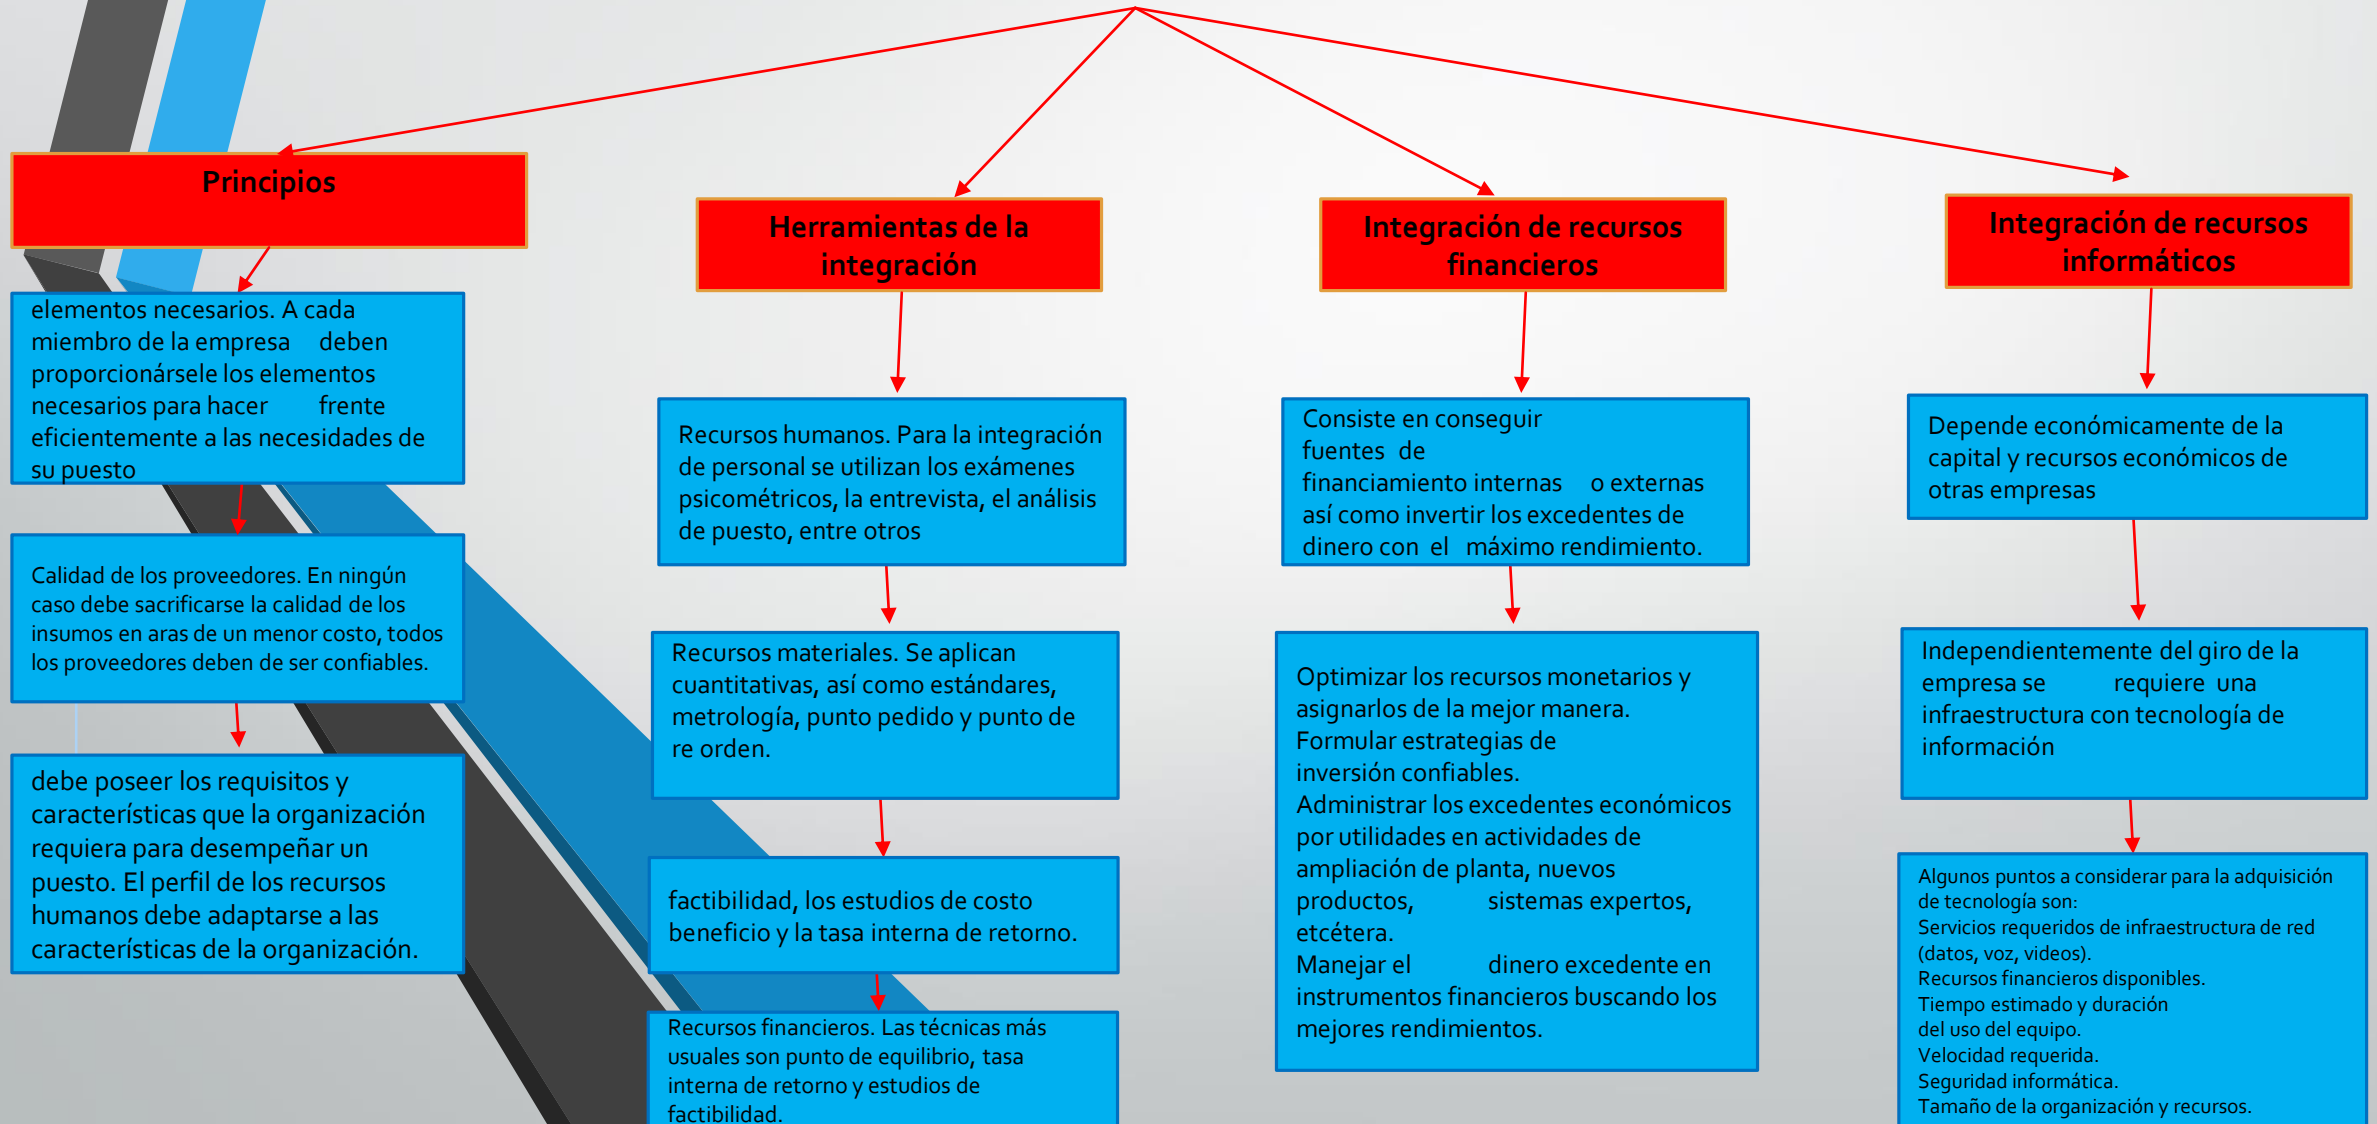 Principios
elementos necesarios. A cada
miembro de la empresa deben
proporcionársele los elementos
necesarios para hacer frente
eficientemente a las necesidades de
su puesto
Calidad de los proveedores. En ningún
caso debe sacrificarse la calidad de los
insumos en aras de un menor costo, todos
los proveedores deben de ser confiables.
debe poseer los requisitos y
características que la organización
requiera para desempeñar un
puesto. El perfil de los recursos
humanos debe adaptarse a las
características de la organización.
Herramientas de la
integración
Recursos humanos. Para la integración
de personal se utilizan los exámenes
psicométricos, la entrevista, el análisis
de puesto, entre otros
Recursos materiales. Se aplican
cuantitativas, así como estándares,
metrología, punto pedido y punto de
re orden.
factibilidad, los estudios de costo
beneficio y la tasa interna de retorno.
Recursos financieros. Las técnicas más
usuales son punto de equilibrio, tasa
interna de retorno y estudios de
factibilidad.
Integración de recursos
financieros
Consiste en conseguir
fuentes de
financiamiento internas o externas
así como invertir los excedentes de
dinero con el máximo rendimiento.
Optimizar los recursos monetarios y
asignarlos de la mejor manera.
Formular estrategias de
inversión confiables.
Administrar los excedentes económicos
por utilidades en actividades de
ampliación de planta, nuevos
productos, sistemas expertos,
etcétera.
Manejar el dinero excedente en
instrumentos financieros buscando los
mejores rendimientos.
Integración de recursos
informáticos
Depende económicamente de la
capital y recursos económicos de
otras empresas
Independientemente del giro de la
empresa se requiere una
infraestructura con tecnología de
información
Algunos puntos a considerar para la adquisición
de tecnología son:
Servicios requeridos de infraestructura de red
(datos, voz, videos).
Recursos financieros disponibles.
Tiempo estimado y duración
del uso del equipo.
Velocidad requerida.
Seguridad informática.
Tamaño de la organización y recursos.